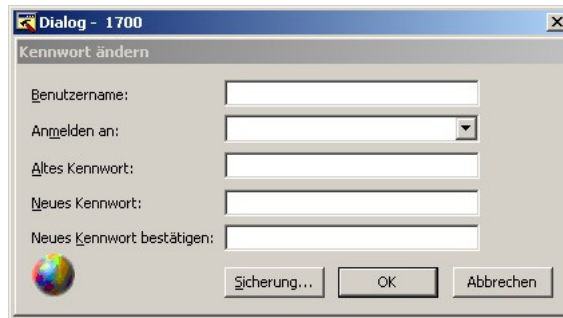 Dialog - 1700
Kennwort ändern
Benutzername:
Anmelden an:
Altes Kennwort:
Neues Kennwort:
Neues Kennwort bestätigen:
Sicherung... OK Abbrechen